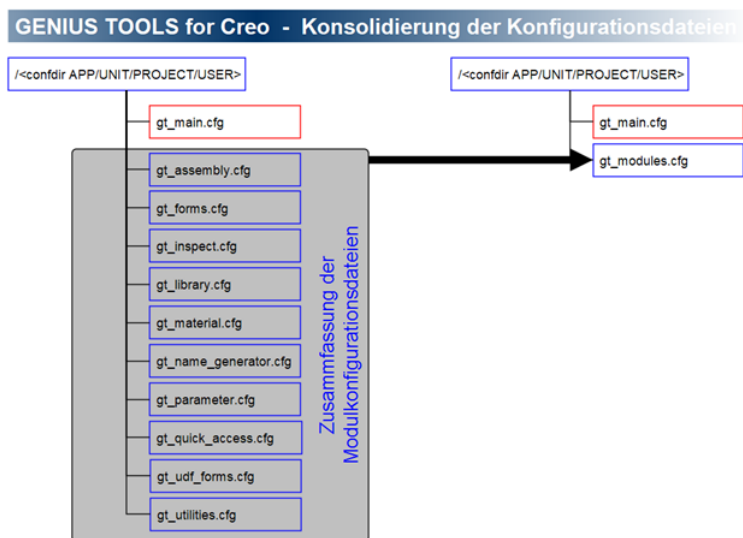 GENIUS TOOLS for Creo - Konsolidierung der Konfigurationsdateien
/<confdir APP/UNIT/PROJECT/USER>
gt_main.cfg
gt_assembly.cfg
gt_forms.cfg
gt_inspect.cfg
gt_library.cfg
gt_material.cfg
gt_name_generator.cfg
gt_parameter.cfg
gt_quick_access.cfg
gt_udf_forms.cfg
gt_utilities.cfg
Zusammfassung der
Modulkonfigurationsdateien
/<confdir APP/UNIT/PROJECT/USER>
gt_main.cfg
gt_modules.cfg